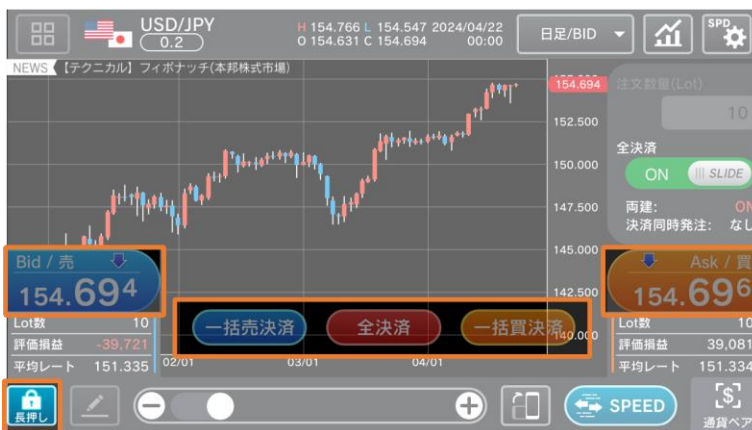 USD/JPY
0.2
H 154.766 L 154.547 2024/04/22
O 154.631 C 154.694 00:00
日足/BID
SPD
NEWS 【テクニカル】フィボナッチ(本邦株式市場)
154.694
152.500
150.000
147.500
145.000
142.500
140.000
注文数量(Lot)
10
全決済
ON
SLIDE
両建: ON
決済同時発注: なし
Bid / 売
154.694
Ask / 買
154.696
一括売決済
全決済
一括買決済
Lot数 10
評価損益 -39,721
平均レート 151.335
02/01
03/01
04/01
Lot数 10
評価損益 39,081
平均レート 151.334
長押し
SPEED
通貨ペア